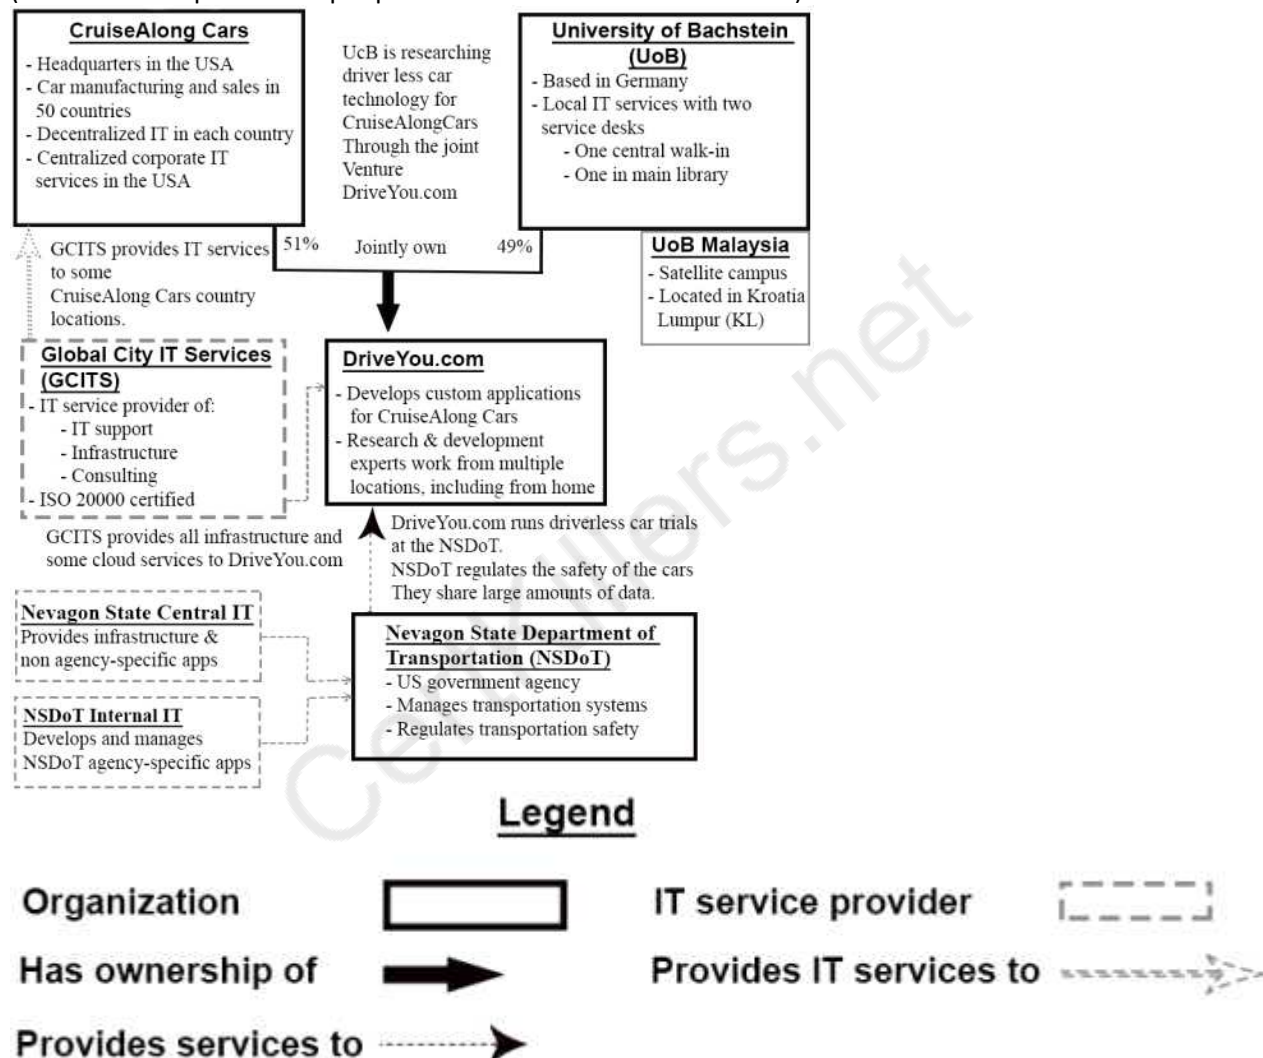 CruiseAlong Cars
- Headquarters in the USA
- Car manufacturing and sales in
50 countries
- Decentralized IT in each country
- Centralized corporate IT
services in the USA
UcB is researching
driver less car
technology for
CruiseAlongCars
Through the joint
Venture
DriveYou.com
University of Bachstein
(UoB)
- Based in Germany
- Local IT services with two
service desks
- One central walk-in
- One in main library
51% Jointly own 49%
UoB Malaysia
- Satellite campus
- Located in Kroatia
Lumpur (KL)
GCITS provides IT services
to some
CruiseAlong Cars country
locations.
Global City IT Services
(GCITS)
- IT service provider of:
- IT support
- Infrastructure
- Consulting
- ISO 20000 certified
DriveYou.com
- Develops custom applications
for CruiseAlong Cars
- Research & development
experts work from multiple
locations, including from home
GCITS provides all infrastructure and
some cloud services to DriveYou.com
DriveYou.com runs driverless car trials
at the NSDoT.
NSDoT regulates the safety of the cars
They share large amounts of data.
Nevagon State Central IT
Provides infrastructure &
non agency-specific apps
NSDoT Internal IT
Develops and manages
NSDoT agency-specific apps
Nevagon State Department of
Transportation (NSDoT)
- US government agency
- Manages transportation systems
- Regulates transportation safety
CertKillers.net
Legend
Organization
IT service provider
Has ownership of
Provides IT services to
Provides services to